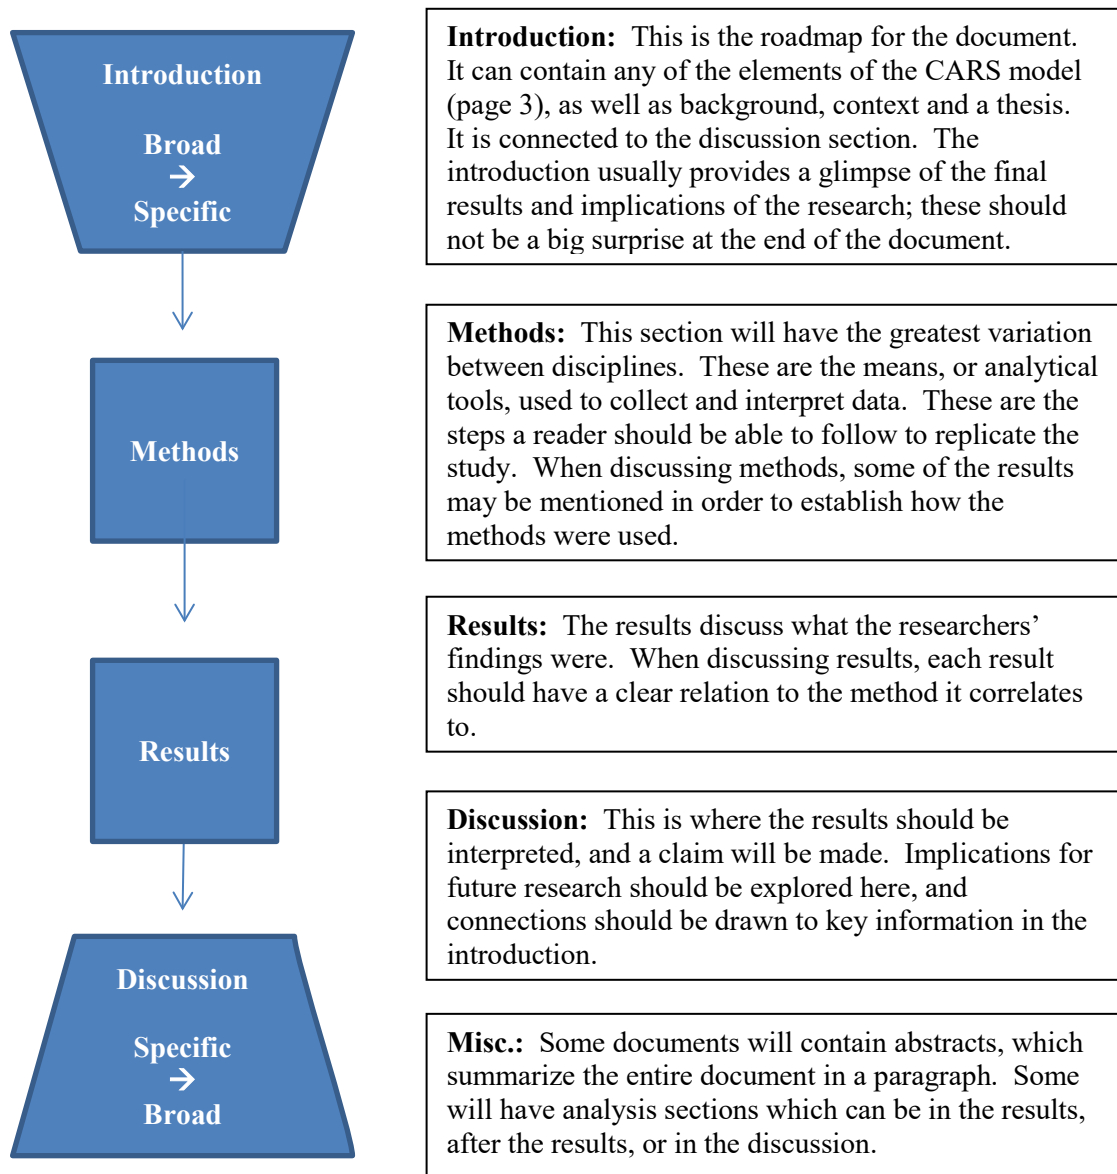 Introduction
Broad
→
Specific
Introduction: This is the roadmap for the document.
It can contain any of the elements of the CARS model
(page 3), as well as background, context and a thesis.
It is connected to the discussion section. The
introduction usually provides a glimpse of the final
results and implications of the research; these should
not be a big surprise at the end of the document.
Methods
Methods: This section will have the greatest variation
between disciplines. These are the means, or analytical
tools, used to collect and interpret data. These are the
steps a reader should be able to follow to replicate the
study. When discussing methods, some of the results
may be mentioned in order to establish how the
methods were used.
Results
Results: The results discuss what the researchers’
findings were. When discussing results, each result
should have a clear relation to the method it correlates
to.
Discussion
Specific
→
Broad
Discussion: This is where the results should be
interpreted, and a claim will be made. Implications for
future research should be explored here, and
connections should be drawn to key information in the
introduction.
Misc.: Some documents will contain abstracts, which
summarize the entire document in a paragraph. Some
will have analysis sections which can be in the results,
after the results, or in the discussion.